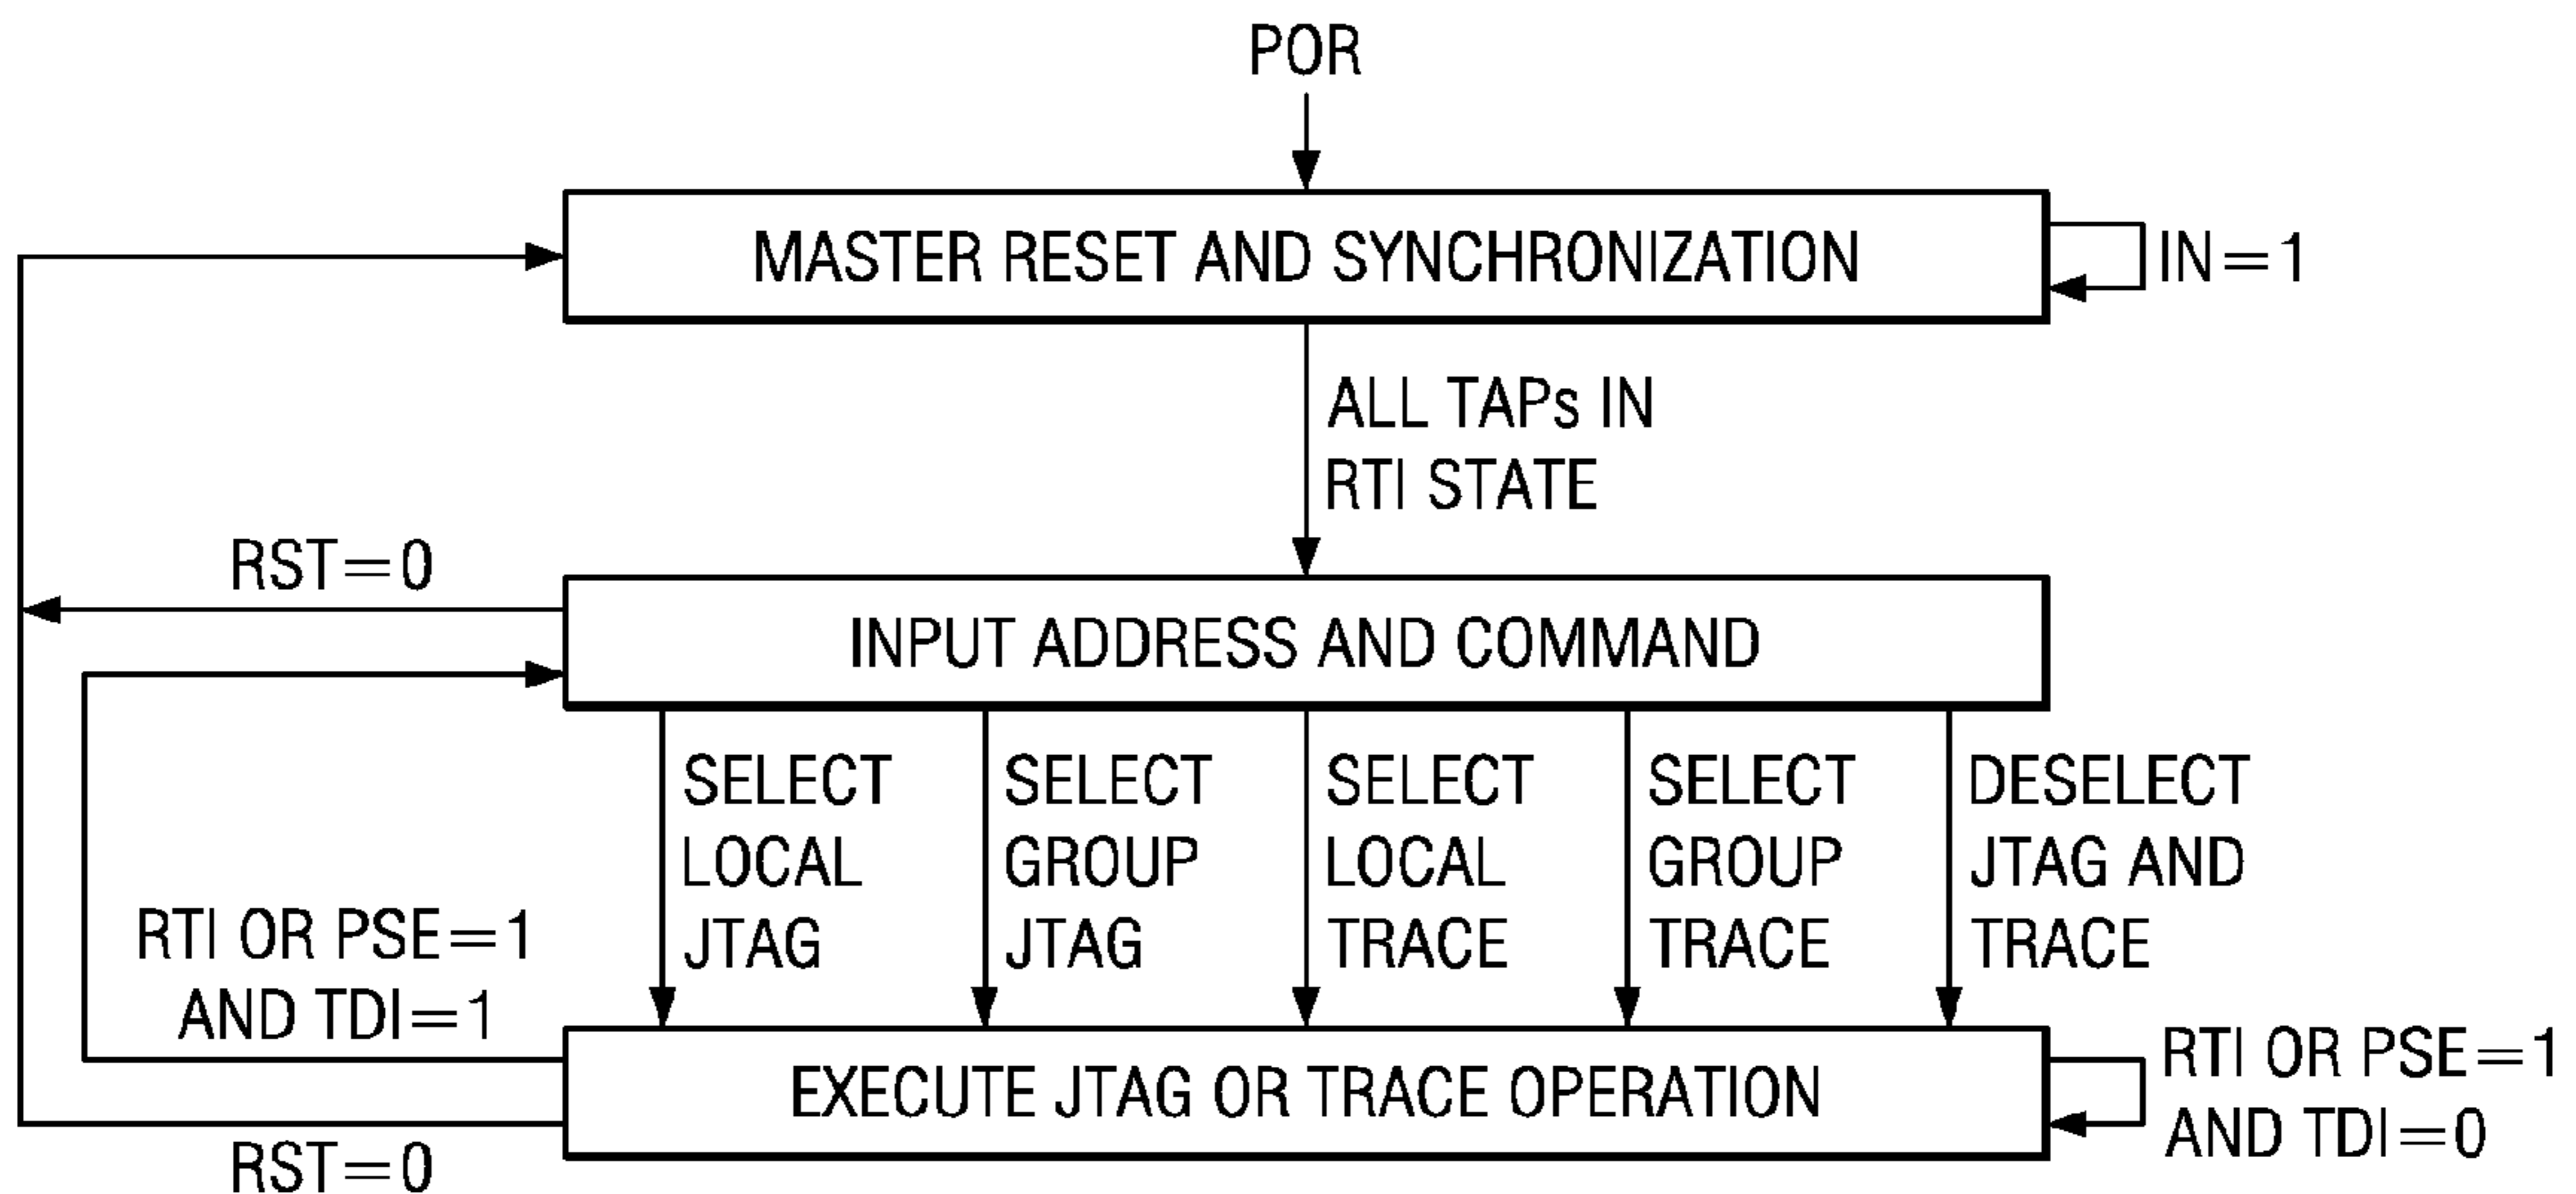 POR
MASTER RESET AND SYNCHRONIZATION
IN=1
ALL TAPs IN
RTI STATE
RST=0
INPUT ADDRESS AND COMMAND
SELECT
LOCAL
JTAG
SELECT
GROUP
JTAG
SELECT
LOCAL
TRACE
SELECT
GROUP
TRACE
DESELECT
JTAG AND
TRACE
RTI OR PSE=1
AND TDI=1
EXECUTE JTAG OR TRACE OPERATION
RTI OR PSE=1
AND TDI=0
RST=0